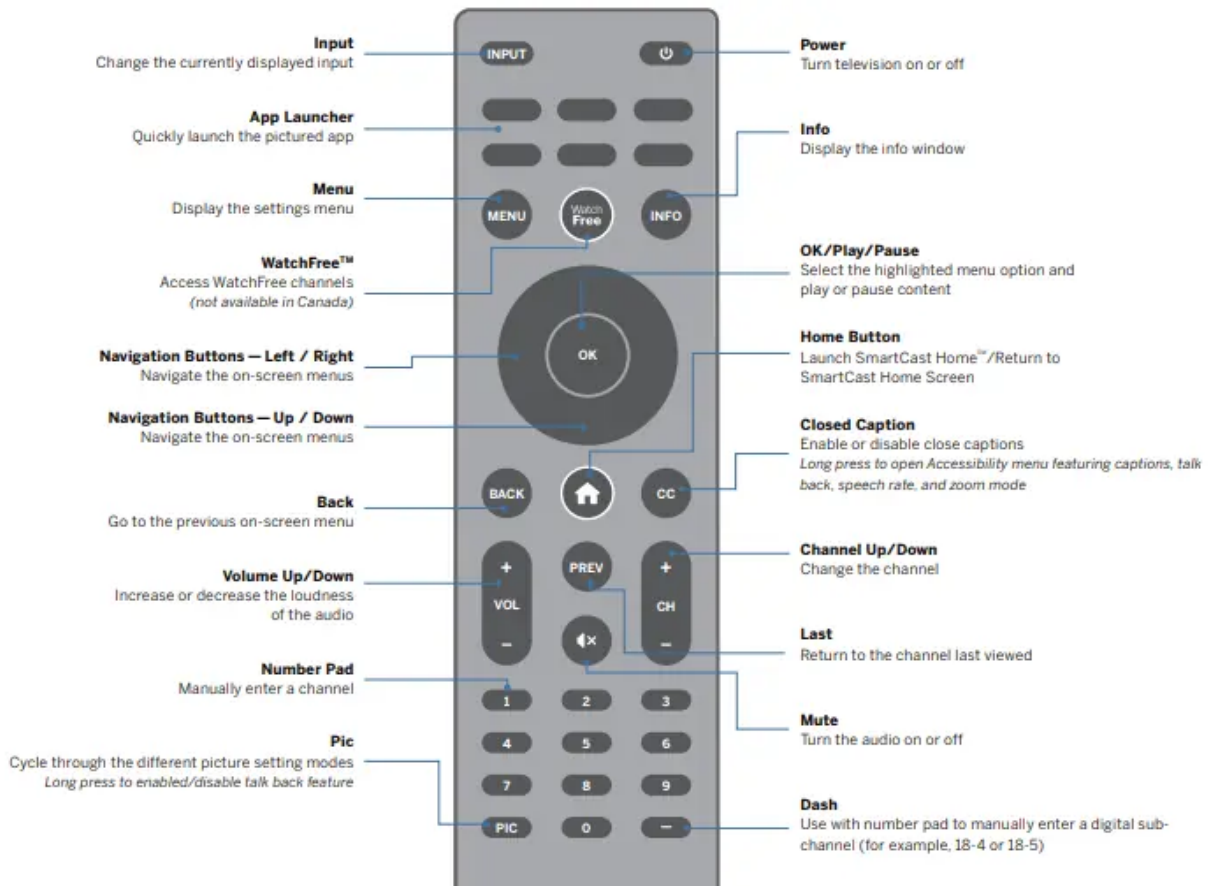 Input
Change the currently displayed input
App Launcher
Quickly launch the pictured app
Menu
Display the settings menu
WatchFree™
Access WatchFree channels
(not available in Canada)
Navigation Buttons — Left / Right
Navigate the on-screen menus
Navigation Buttons — Up / Down
Navigate the on-screen menus
Back
Go to the previous on-screen menu
Volume Up/Down
Increase or decrease the loudness
of the audio
Number Pad
Manually enter a channel
Pic
Cycle through the different picture setting modes
Long press to enabled/disable talk back feature
INPUT
MENU
Watch
Free
INFO
OK
BACK
CC
+
PREV
+
VOL
CH
–
–
1 2 3
4 5 6
7 8 9
PIC 0 –
Power
Turn television on or off
Info
Display the info window
OK/Play/Pause
Select the highlighted menu option and
play or pause content
Home Button
Launch SmartCast Home℠/Return to
SmartCast Home Screen
Closed Caption
Enable or disable close captions
Long press to open Accessibility menu featuring captions, talk
back, speech rate, and zoom mode
Channel Up/Down
Change the channel
Last
Return to the channel last viewed
Mute
Turn the audio on or off
Dash
Use with number pad to manually enter a digital sub-
channel (for example, 18-4 or 18-5)